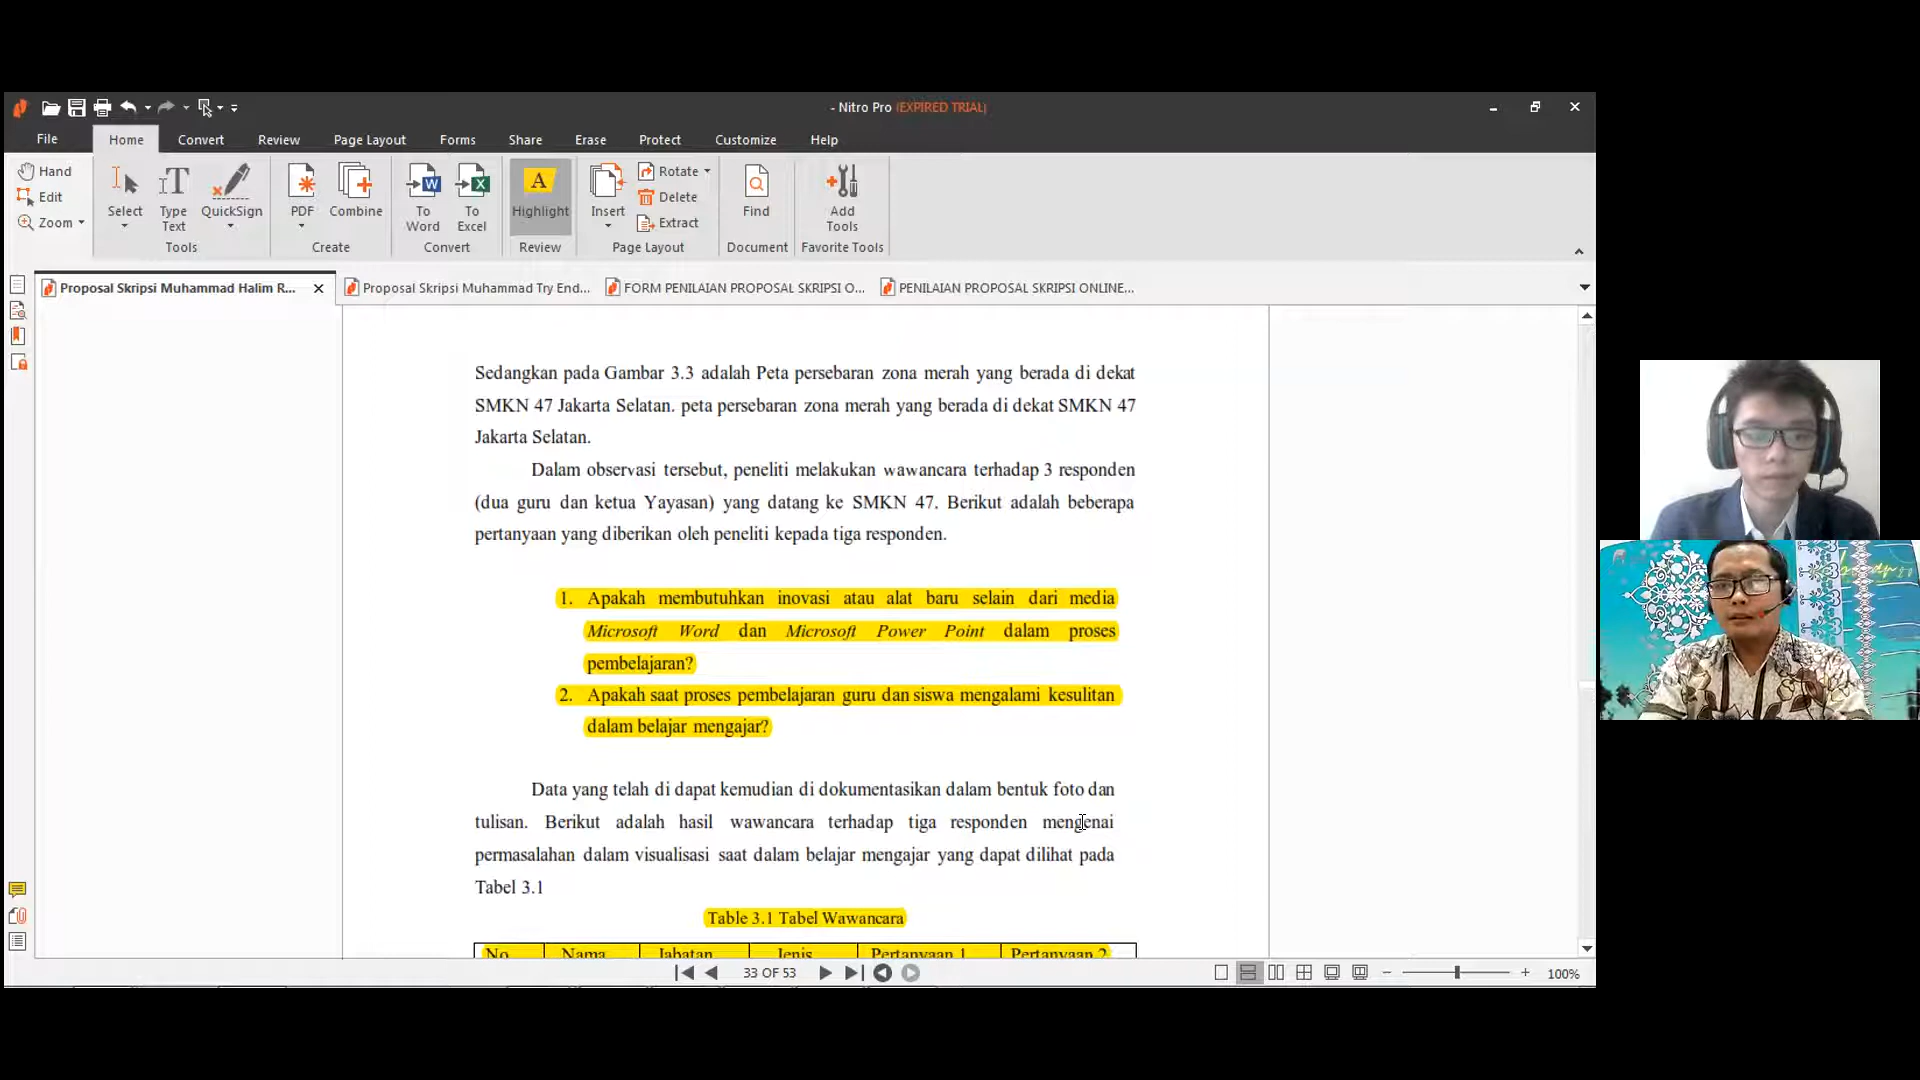 - Nitro Pro (EXPIRED TRIAL)
File Home Convert Review Page Layout Forms Share Erase Protect Customize Help
Hand
Edit
Zoom
Select
Type Text
QuickSign
Tools
PDF
Combine
Create
To Word
To Excel
Convert
Highlight
Review
Insert
Rotate
Delete
Extract
Page Layout
Find
Document
Add Tools
Favorite Tools
Proposal Skripsi Muhammad Halim R...
Proposal Skripsi Muhammad Try End...
FORM PENILAIAN PROPOSAL SKRIPSI O...
PENILAIAN PROPOSAL SKRIPSI ONLINE...
Sedangkan pada Gambar 3.3 adalah Peta persebaran zona merah yang berada di dekat
SMKN 47 Jakarta Selatan. peta persebaran zona merah yang berada di dekat SMKN 47
Jakarta Selatan.
Dalam observasi tersebut, peneliti melakukan wawancara terhadap 3 responden
(dua guru dan ketua Yayasan) yang datang ke SMKN 47. Berikut adalah beberapa
pertanyaan yang diberikan oleh peneliti kepada tiga responden.
1. Apakah membutuhkan inovasi atau alat baru selain dari media
Microsoft Word dan Microsoft Power Point dalam proses
pembelajaran?
2. Apakah saat proses pembelajaran guru dan siswa mengalami kesulitan
dalam belajar mengajar?
Data yang telah di dapat kemudian di dokumentasikan dalam bentuk foto dan
tulisan. Berikut adalah hasil wawancara terhadap tiga responden mengenai
permasalahan dalam visualisasi saat dalam belajar mengajar yang dapat dilihat pada
Tabel 3.1
Table 3.1 Tabel Wawancara
No Nama Jabatan Jenis Pertanyaan 1 Pertanyaan 2
33 OF 53
100%